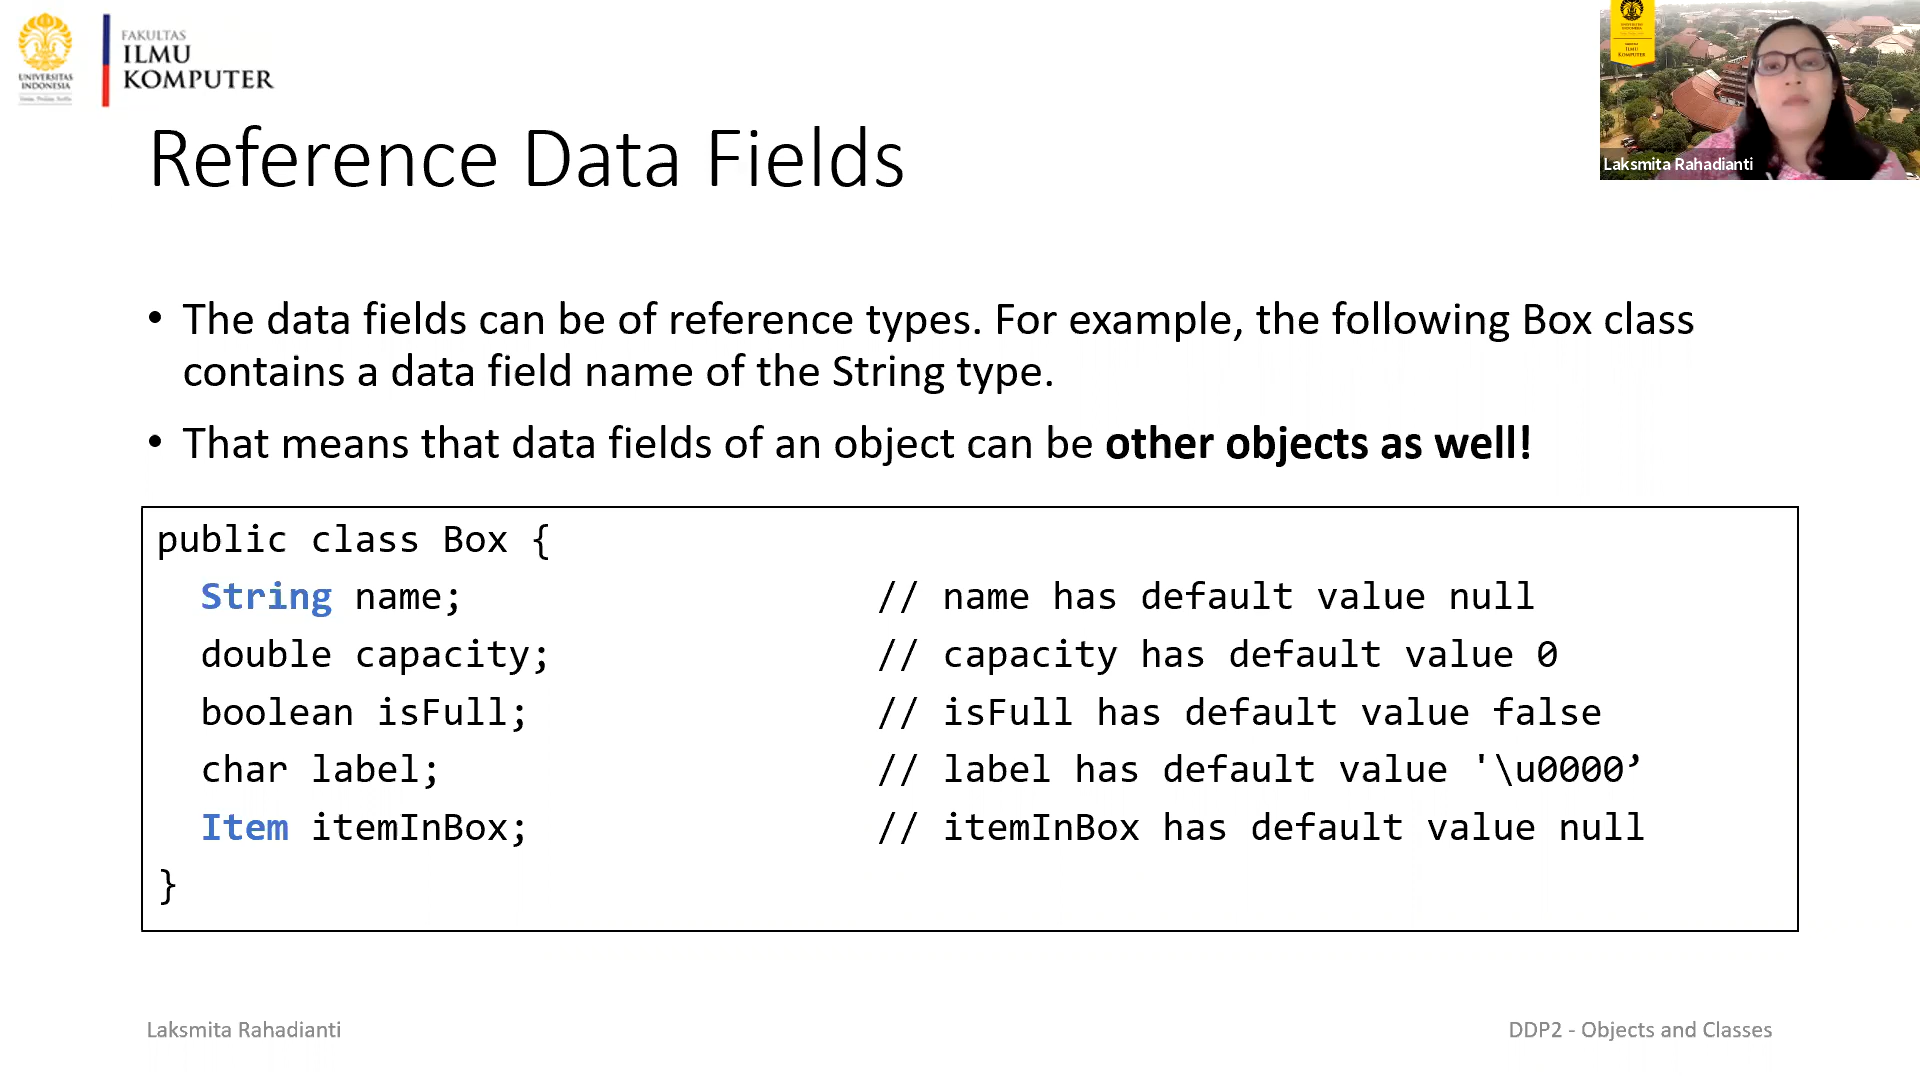 UNIVERSITAS
INDONESIA
FAKULTAS
ILMU
KOMPUTER
ILMU
KOMPUTER
Laksmita Rahadianti
Reference Data Fields
• The data fields can be of reference types. For example, the following Box class
contains a data field name of the String type.
• That means that data fields of an object can be other objects as well!
public class Box {
String name; // name has default value null
double capacity; // capacity has default value 0
boolean isFull; // isFull has default value false
char label; // label has default value '\u0000’
Item itemInBox; // itemInBox has default value null
}
Laksmita Rahadianti
DDP2 - Objects and Classes